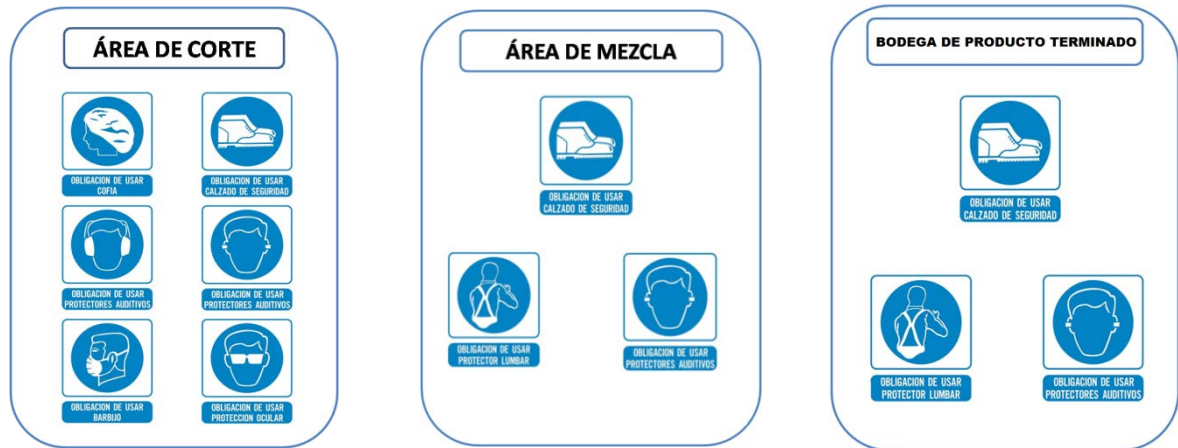 ÁREA DE CORTE
OBLIGACION DE USAR
COFIA
OBLIGACION DE USAR
CALZADO DE SEGURIDAD
OBLIGACION DE USAR
PROTECTORES AUDITIVOS
OBLIGACION DE USAR
PROTECTORES AUDITIVOS
OBLIGACION DE USAR
BARBIJO
OBLIGACION DE USAR
PROTECCION OCULAR
ÁREA DE MEZCLA
OBLIGACION DE USAR
CALZADO DE SEGURIDAD
OBLIGACION DE USAR
PROTECTOR LUMBAR
OBLIGACION DE USAR
PROTECTORES AUDITIVOS
BODEGA DE PRODUCTO TERMINADO
OBLIGACION DE USAR
CALZADO DE SEGURIDAD
OBLIGACION DE USAR
PROTECTOR LUMBAR
OBLIGACION DE USAR
PROTECTORES AUDITIVOS